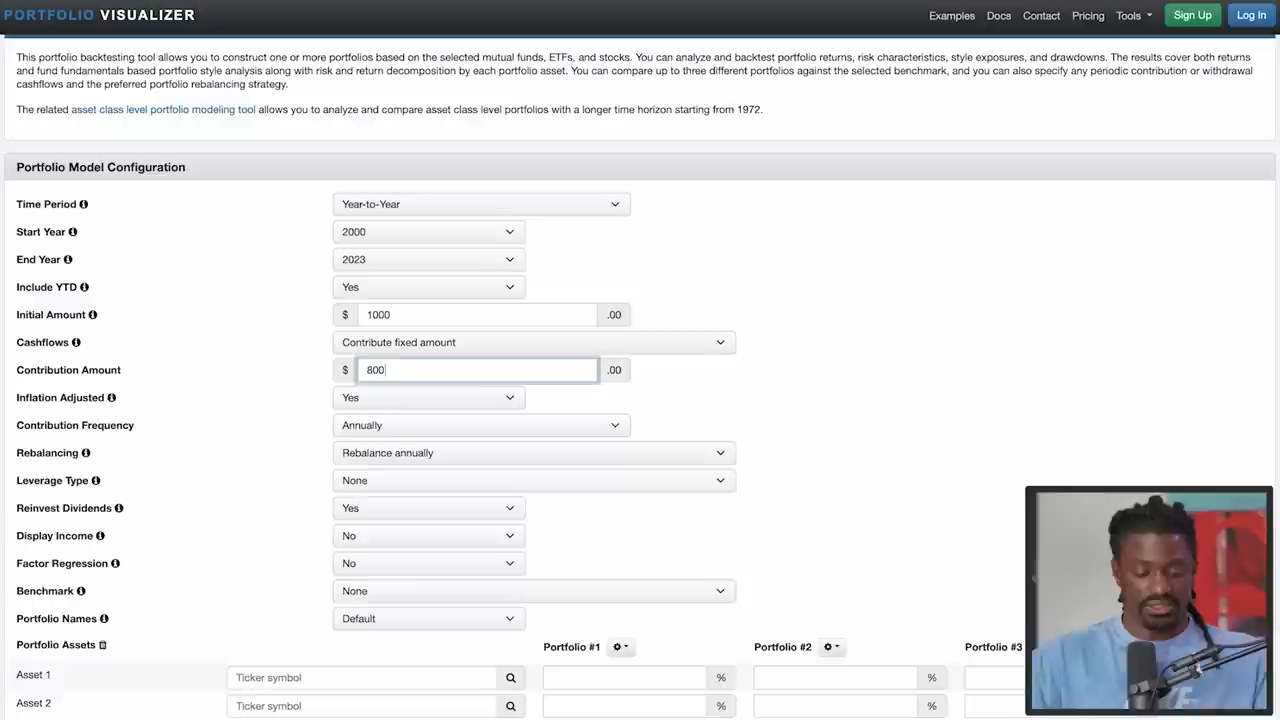 PORTFOLIO VISUALIZER
Examples Docs Contact Pricing Tools Sign Up Log In
This portfolio backtesting tool allows you to construct one or more portfolios based on the selected mutual funds, ETFs, and stocks. You can analyze and backtest portfolio returns, risk characteristics, style exposures, and drawdowns. The results cover both returns
and fund fundamentals based portfolio style analysis along with risk and return decomposition by each portfolio asset. You can compare up to three different portfolios against the selected benchmark, and you can also specify any periodic contribution or withdrawal
cashflows and the preferred portfolio rebalancing strategy.
The related asset class level portfolio modeling tool allows you to analyze and compare asset class level portfolios with a longer time horizon starting from 1972.
Portfolio Model Configuration
Time Period Year-to-Year
Start Year 2000
End Year 2023
Include YTD Yes
Initial Amount $ 1000 .00
Cashflows Contribute fixed amount
Contribution Amount $ 800 .00
Inflation Adjusted Yes
Contribution Frequency Annually
Rebalancing Rebalance annually
Leverage Type None
Reinvest Dividends Yes
Display Income No
Factor Regression No
Benchmark None
Portfolio Names Default
Portfolio Assets Portfolio #1 Portfolio #2 Portfolio #3
Asset 1 Ticker symbol % %
Asset 2 Ticker symbol % %